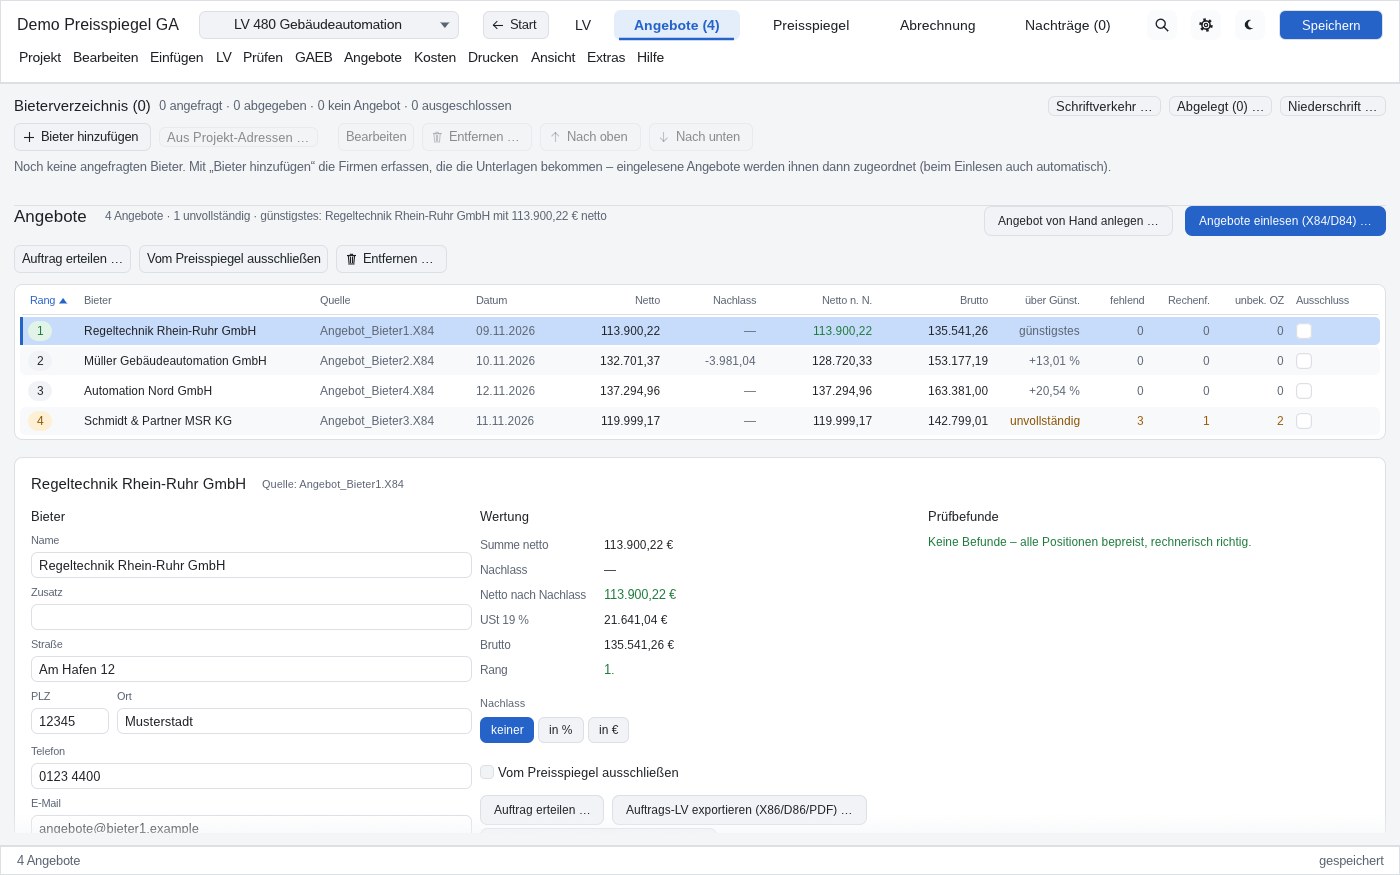 Demo Preisspiegel GA LV 480 Gebäudeautomation Start LV Angebote (4) Preisspiegel Abrechnung Nachträge (0) Speichern
Projekt Bearbeiten Einfügen LV Prüfen GAEB Angebote Kosten Drucken Ansicht Extras Hilfe
Bieterverzeichnis (0) 0 angefragt · 0 abgegeben · 0 kein Angebot · 0 ausgeschlossen Schriftverkehr … Abgelegt (0) … Niederschrift …
Bieter hinzufügen Aus Projekt-Adressen … Bearbeiten Entfernen … Nach oben Nach unten
Noch keine angefragten Bieter. Mit „Bieter hinzufügen“ die Firmen erfassen, die die Unterlagen bekommen – eingelesene Angebote werden ihnen dann zugeordnet (beim Einlesen auch automatisch).
Angebote 4 Angebote · 1 unvollständig · günstigstes: Regeltechnik Rhein-Ruhr GmbH mit 113.900,22 € netto Angebot von Hand anlegen … Angebote einlesen (X84/D84) …
Auftrag erteilen … Vom Preisspiegel ausschließen Entfernen …
Rang Bieter Quelle Datum Netto Nachlass Netto n. N. Brutto über Günst. fehlend Rechenf. unbek. OZ Ausschluss
1 Regeltechnik Rhein-Ruhr GmbH Angebot_Bieter1.X84 09.11.2026 113.900,22 — 113.900,22 135.541,26 günstigstes 0 0 0
2 Müller Gebäudeautomation GmbH Angebot_Bieter2.X84 10.11.2026 132.701,37 -3.981,04 128.720,33 153.177,19 +13,01 % 0 0 0
3 Automation Nord GmbH Angebot_Bieter4.X84 12.11.2026 137.294,96 — 137.294,96 163.381,00 +20,54 % 0 0 0
4 Schmidt & Partner MSR KG Angebot_Bieter3.X84 11.11.2026 119.999,17 — 119.999,17 142.799,01 unvollständig 3 1 2
Regeltechnik Rhein-Ruhr GmbH Quelle: Angebot_Bieter1.X84
Bieter Wertung Prüfbefunde
Name Summe netto 113.900,22 € Keine Befunde – alle Positionen bepreist, rechnerisch richtig.
Regeltechnik Rhein-Ruhr GmbH Nachlass —
Zusatz Netto nach Nachlass 113.900,22 €
USt 19 % 21.641,04 €
Straße Brutto 135.541,26 €
Am Hafen 12 Rang 1.
PLZ Ort Nachlass
12345 Musterstadt keiner in % in €
Telefon
0123 4400 Vom Preisspiegel ausschließen
E-Mail Auftrag erteilen … Auftrags-LV exportieren (X86/D86/PDF) …
angebote@bieter1.example
4 Angebote gespeichert